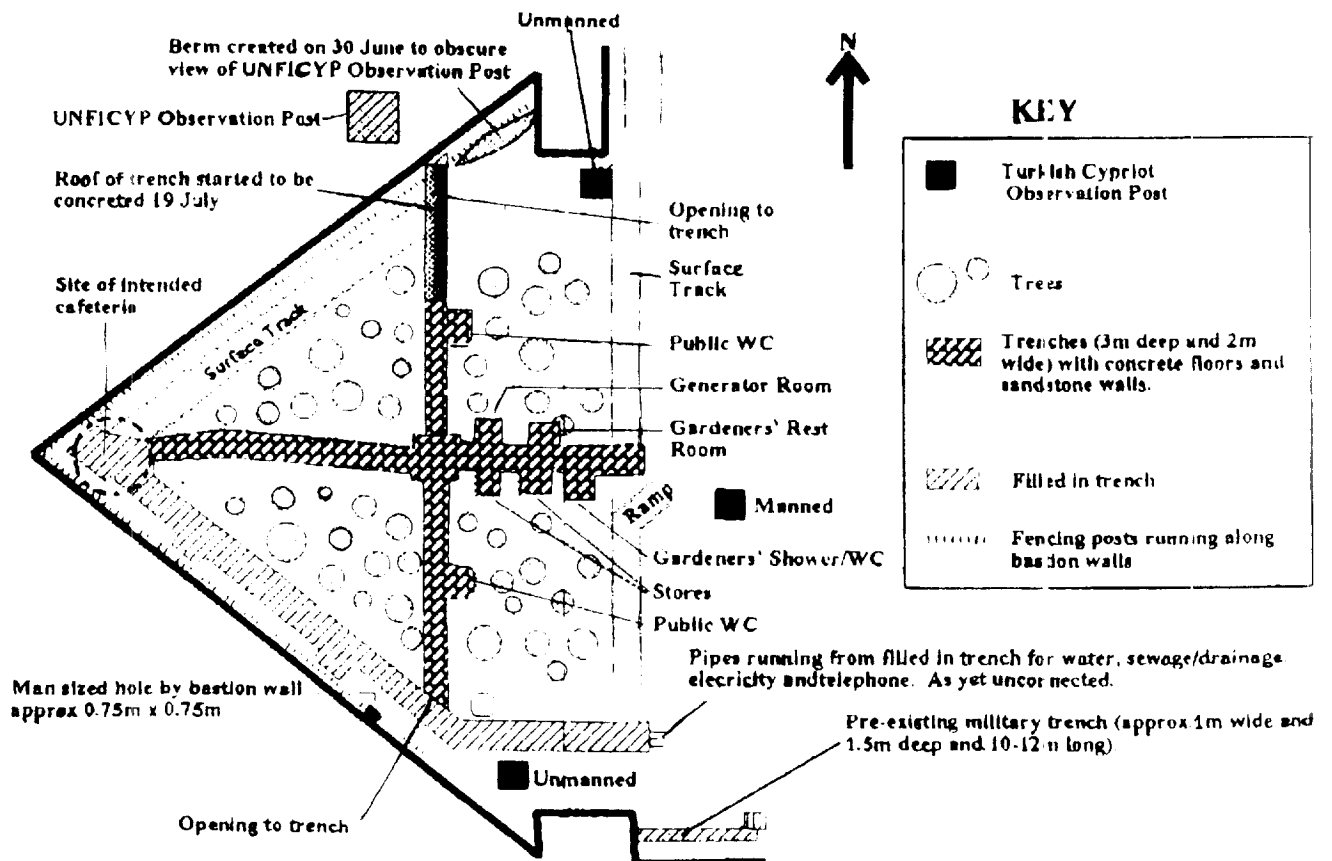 Unmanned
Berm created on 30 June to obscure
view of UNFICYP Observation Post
UNFICYP Observation Post
Roof of trench started to be
concreted 19 July
Site of intended
cafeteria
Surface Track
N
Opening to
trench
Surface
Track
Public WC
Generator Room
Gardeners' Rest
Room
Ramp
Manned
Gardeners' Shower/WC
Stores
Public WC
Man sized hole by bastion wall
approx 0.75m x 0.75m
Pipes running from filled in trench for water, sewage/drainage
elecricity andtelephone. As yet unconnected.
Pre-existing military trench (approx 1m wide and
1.5m deep and 10-12m long)
Unmanned
Opening to trench
KEY
Turkish Cypriot
Observation Post
Trees
Trenches (3m deep and 2m
wide) with concrete floors and
sandstone walls.
Filled in trench
Fencing posts running along
bastion walls